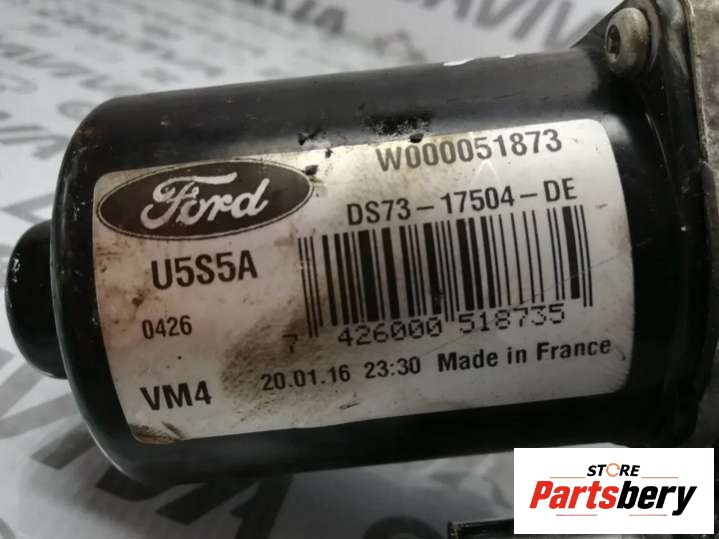 W000051873
Ford
DS73-17504-DE
U5S5A
0426
7 426000 518735
VM4
20.01.16 23:30 Made in France
STORE
Partsbery